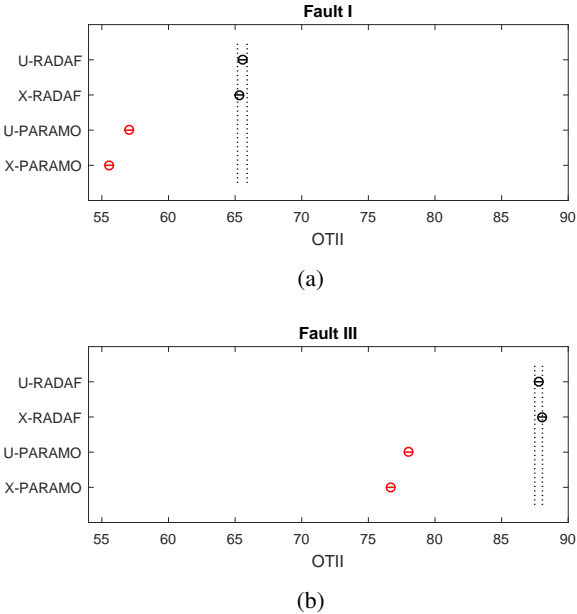 Fault I
U-RADAF
X-RADAF
U-PARAMO
X-PARAMO
55 60 65 70 75 80 85 90
OTII
(a)
Fault III
U-RADAF
X-RADAF
U-PARAMO
X-PARAMO
55 60 65 70 75 80 85 90
OTII
(b)